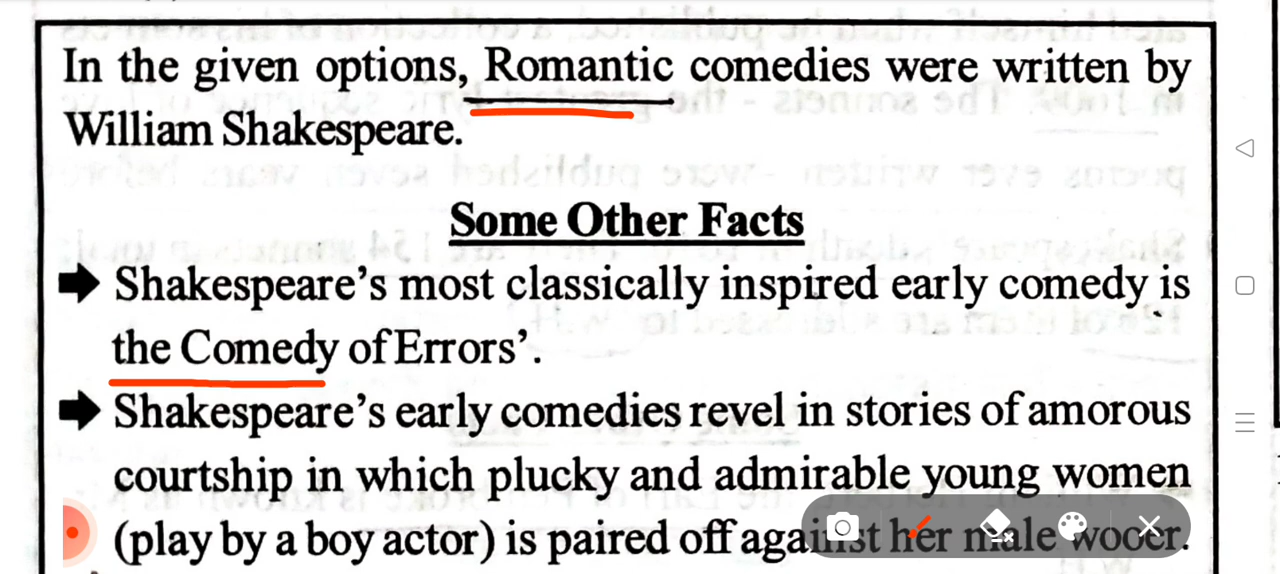 In the given options, Romantic comedies were written by
William Shakespeare.
Some Other Facts
Shakespeare's most classically inspired early comedy is
the Comedy of Errors'.
Shakespeare's early comedies revel in stories of amorous
courtship in which plucky and admirable young women
(play by a boy actor) is paired off against her male wooer.